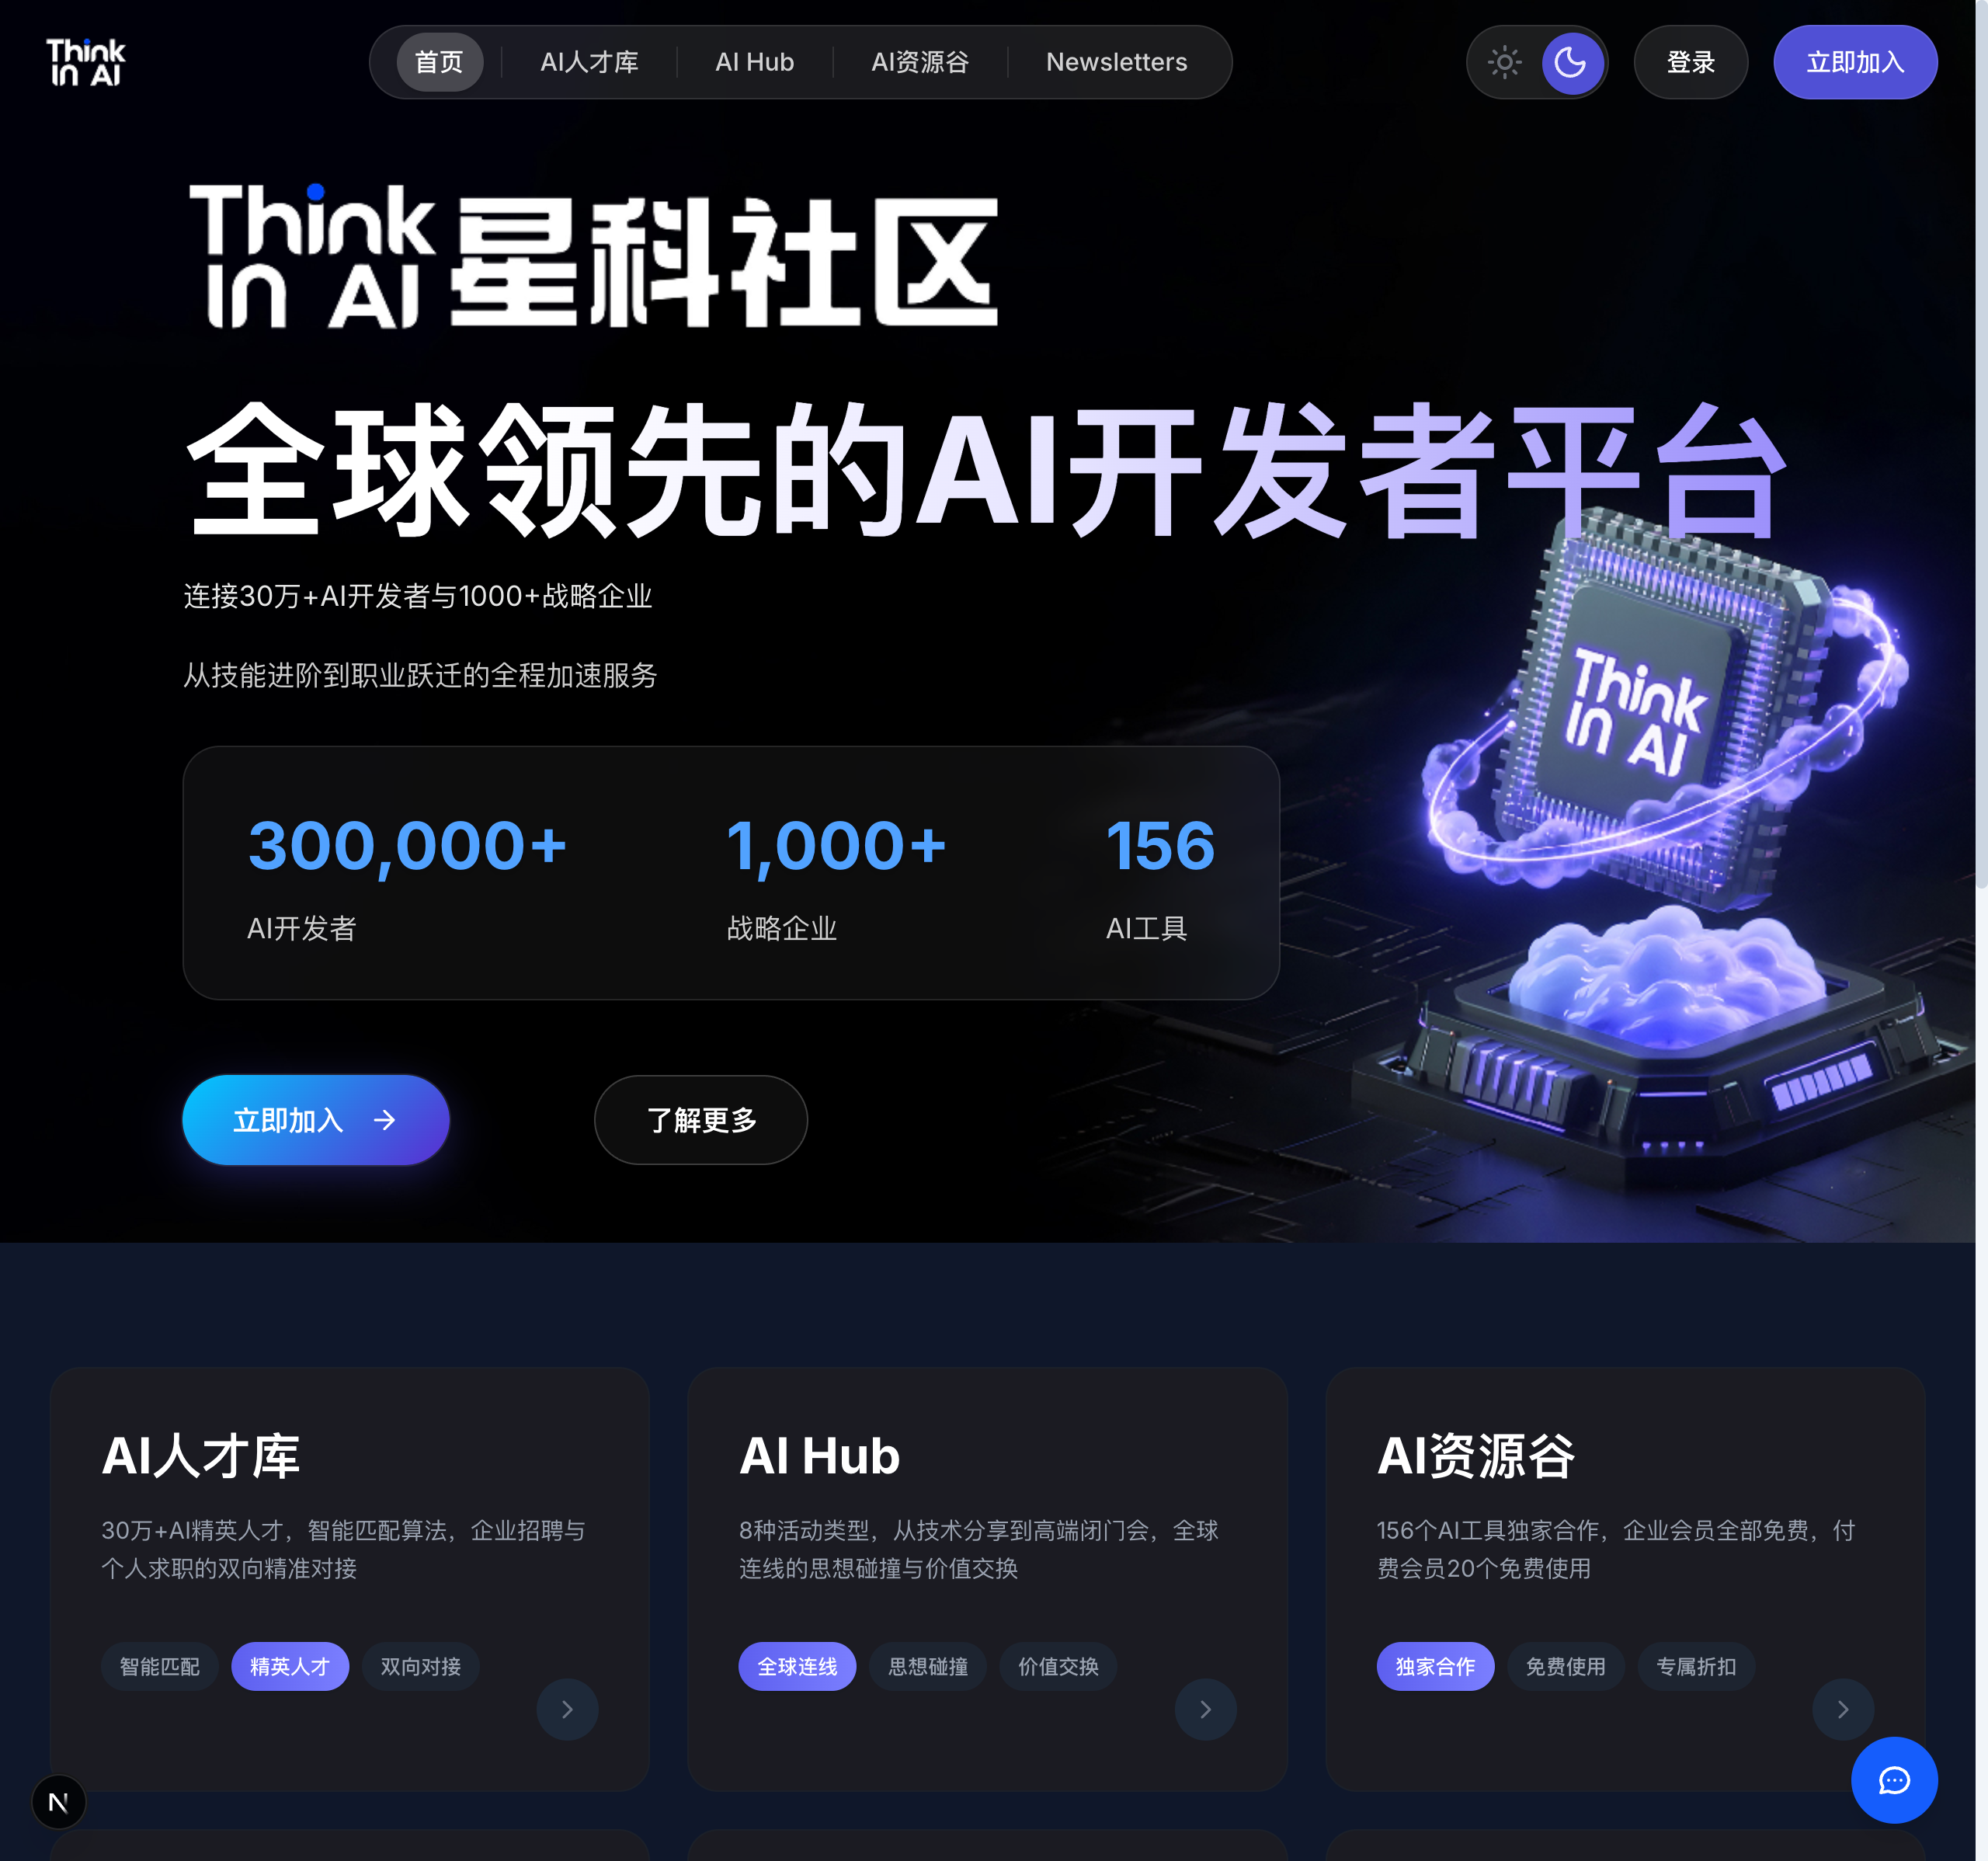 Think
in AI
首页
AI人才库
AI Hub
AI资源谷
Newsletters
登录
立即加入
Think
in AI
星科社区
全球领先的AI开发者平台
连接30万+AI开发者与1000+战略企业
从技能进阶到职业跃迁的全程加速服务
Think
in AI
300,000+
AI开发者
1,000+
战略企业
156
AI工具
立即加入
了解更多
AI人才库
30万+AI精英人才，智能匹配算法，企业招聘与
个人求职的双向精准对接
智能匹配
精英人才
双向对接
AI Hub
8种活动类型，从技术分享到高端闭门会，全球
连线的思想碰撞与价值交换
全球连线
思想碰撞
价值交换
AI资源谷
156个AI工具独家合作，企业会员全部免费，付
费会员20个免费使用
独家合作
免费使用
专属折扣
N